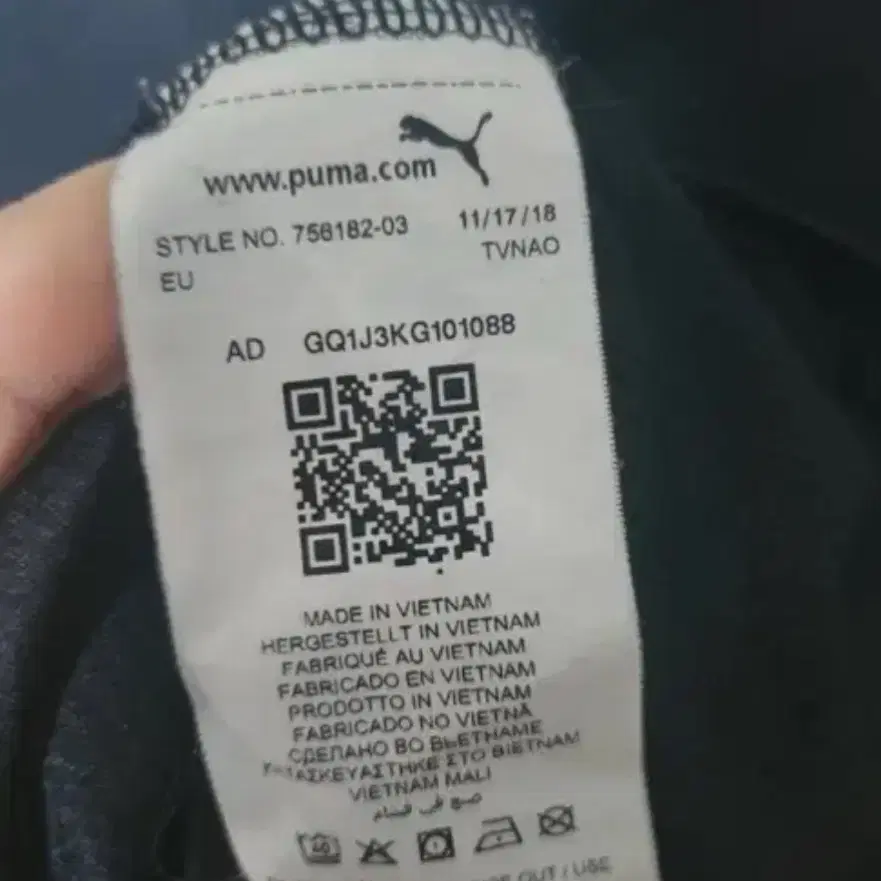 www.puma.com
STYLE NO. 756182-03 11/17/18
EU TVNAO
AD GQ1J3KG101088
MADE IN VIETNAM
HERGESTELLT IN VIETNAM
FABRIQUÉ AU VIETNAM
FABRICADO EN VIETNAM
PRODOTTO IN VIETNAM
FABRICADO NO VIETNÃ
СДЕЛАНО ВО ВЬЕТНАМЕ
ΣΤΟ ΒΙΕΤΝΑΜ
VIETNAM MALI
صنع في فيتنام
40
OUT / USE